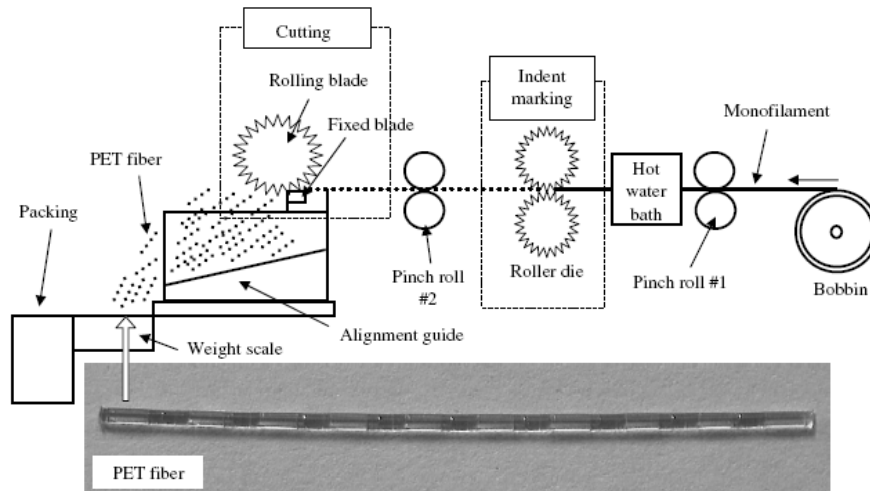 Cutting
Rolling blade
Fixed blade
Indent
marking
Monofilament
PET fiber
Packing
Hot
water
bath
Pinch roll
#2
Roller die
Pinch roll #1
Bobbin
Alignment guide
Weight scale
PET fiber